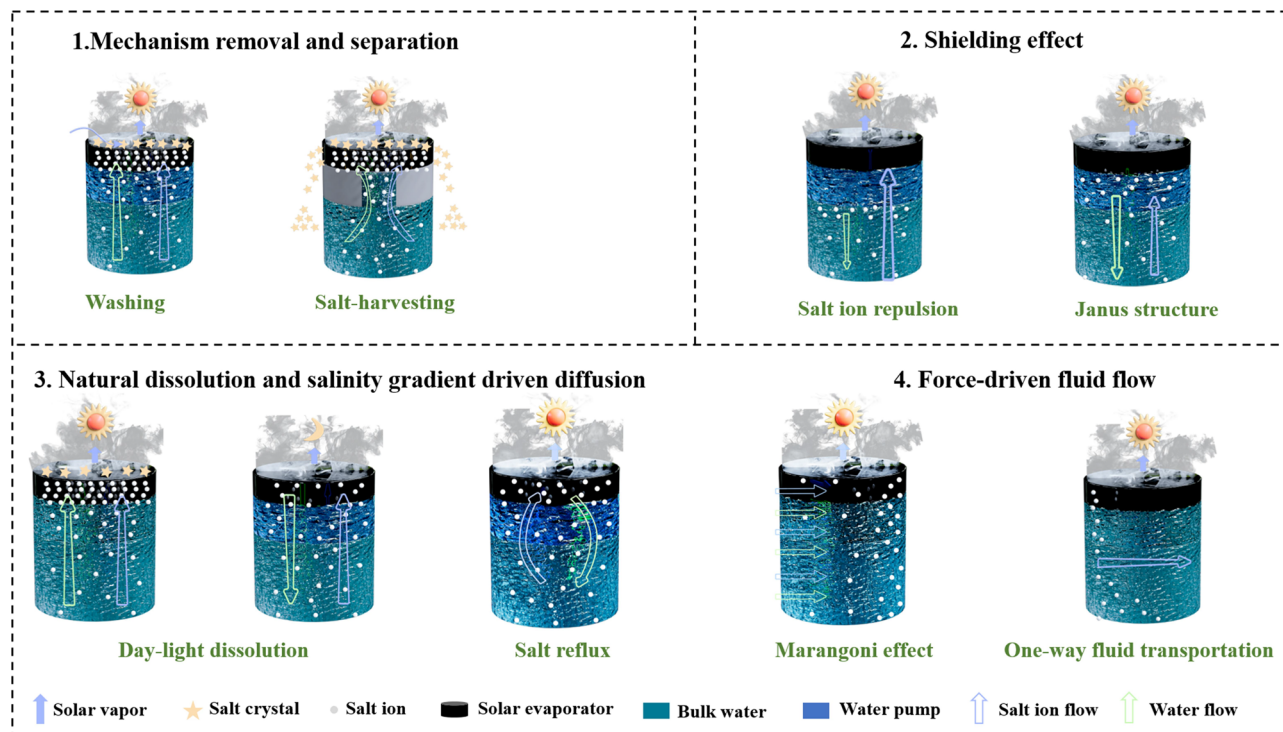 1.Mechanism removal and separation
2. Shielding effect
Washing
Salt-harvesting
Salt ion repulsion
Janus structure
3. Natural dissolution and salinity gradient driven diffusion
4. Force-driven fluid flow
Day-light dissolution
Salt reflux
Marangoni effect
One-way fluid transportation
Solar vapor
Salt crystal
Salt ion
Solar evaporator
Bulk water
Water pump
Salt ion flow
Water flow